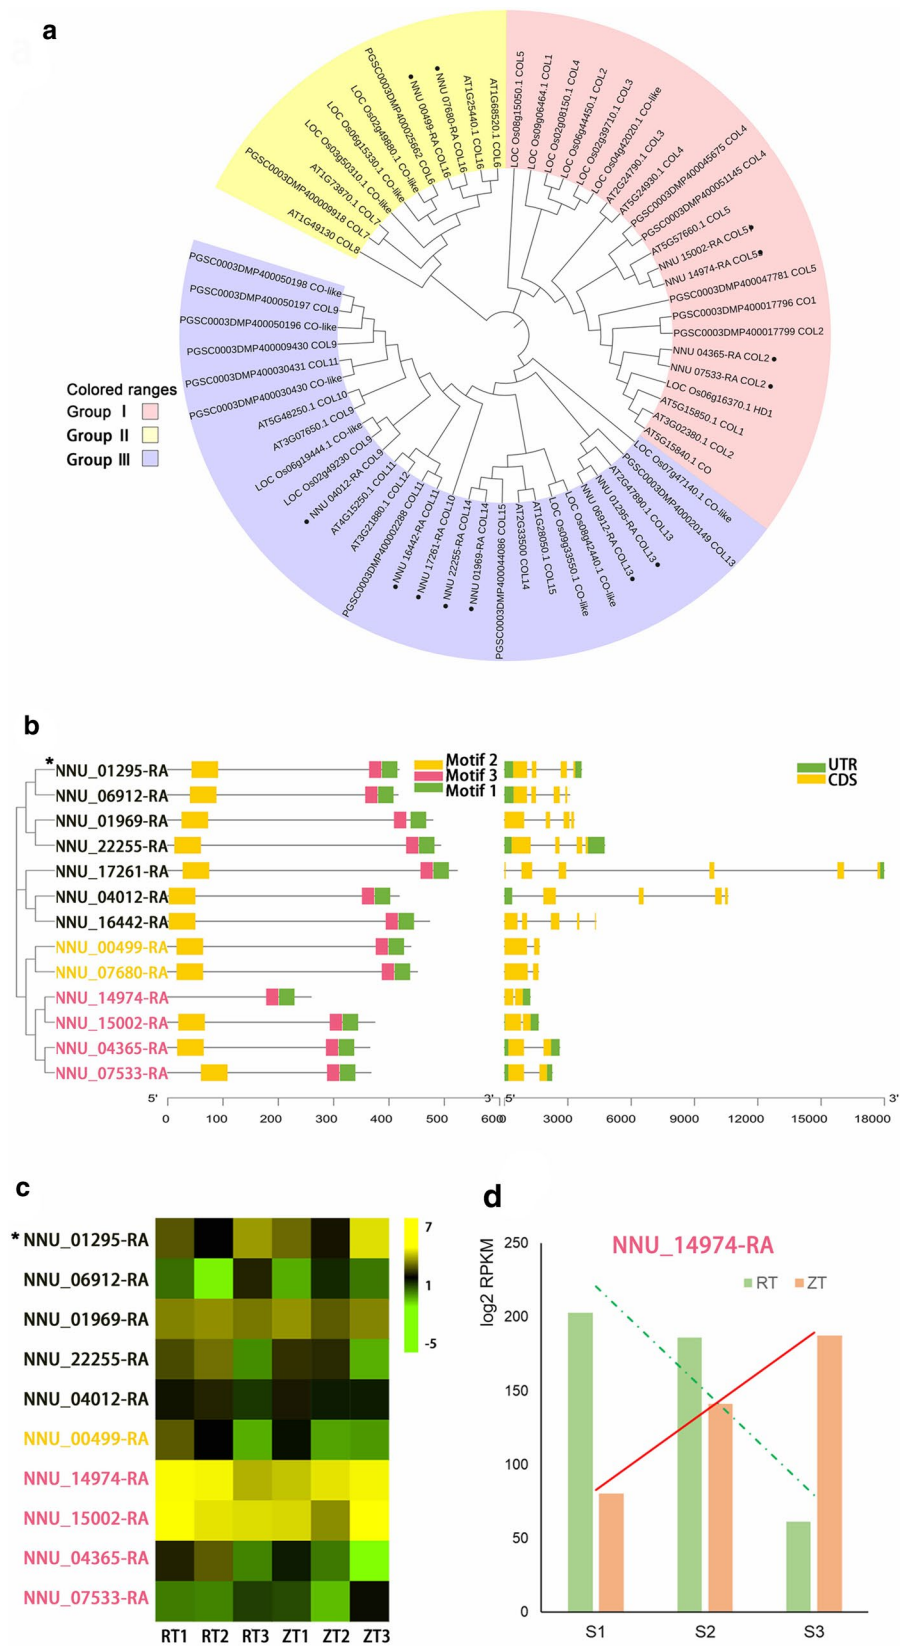 a
LOC Os08g15050.1 COL5
LOC Os09g06464.1 COL1
LOC Os02g08150.1 COL4
LOC Os06g44450.1 COL2
LOC Os02g39710.1 COL3
LOC Os04g42020.1 CO-like
AT2G24790.1 COL3
AT5G24930.1 COL4
PGSC0003DMP400045675 COL4
PGSC0003DMP400051145 COL4
AT5G57660.1 COL5
NNU 15002-RA COL5
NNU 14974-RA COL5
PGSC0003DMP400047781 COL5
PGSC0003DMP400017796 CO1
PGSC0003DMP400017799 COL2
NNU 04365-RA COL2
NNU 07533-RA COL2
LOC Os06g16370.1 HD1
AT5G15850.1 COL1
AT3G02380.1 COL2
AT5G15840.1 CO
LOC Os07g47140.1 CO-like
PGSC0003DMP400020149 COL13
AT2G47890.1 COL13
NNU 01295-RA COL13
NNU 06912-RA COL13
LOC Os08g42440.1 CO-like
LOC Os09g33550.1 CO-like
AT1G28050.1 COL15
AT2G33500 COL14
PGSC0003DMP400044086 COL15
NNU 01969-RA COL14
NNU 22255-RA COL14
NNU 17261-RA COL10
NNU 16442-RA COL11
PGSC0003DMP400002288 COL11
AT3G21880.1 COL12
AT4G15250.1 COL11
NNU 04012-RA COL9
LOC Os02g49230 COL9
LOC Os06g19444.1 CO-like
AT3G07650.1 COL9
AT5G48250.1 COL10
PGSC0003DMP400030430 CO-like
PGSC0003DMP400030431 COL11
PGSC0003DMP400009430 COL9
PGSC0003DMP400050196 CO-like
PGSC0003DMP400050197 COL9
PGSC0003DMP400050198 CO-like
AT1G49130 COL8
PGSC0003DMP400009918 COL7
AT1G73870.1 COL7
LOC Os03g50310.1 CO-like
LOC Os06g15330.1 CO-like
LOC Os02g49880.1 CO-like
PGSC0003DMP400025662 COL6
NNU 00499-RA COL16
NNU 07680-RA COL16
AT1G25440.1 COL16
AT1G68520.1 COL6
Colored ranges
Group I
Group II
Group III
b
* NNU_01295-RA
NNU_06912-RA
NNU_01969-RA
NNU_22255-RA
NNU_17261-RA
NNU_04012-RA
NNU_16442-RA
NNU_00499-RA
NNU_07680-RA
NNU_14974-RA
NNU_15002-RA
NNU_04365-RA
NNU_07533-RA
Motif 2
Motif 3
Motif 1
UTR
CDS
5' 3' 5' 3'
0 100 200 300 400 500 600
0 3000 6000 9000 12000 15000 18000
c
* NNU_01295-RA
NNU_06912-RA
NNU_01969-RA
NNU_22255-RA
NNU_04012-RA
NNU_00499-RA
NNU_14974-RA
NNU_15002-RA
NNU_04365-RA
NNU_07533-RA
RT1 RT2 RT3 ZT1 ZT2 ZT3
7
1
-5
d
NNU_14974-RA
RT ZT
log2 RPKM
250
200
150
100
50
0
S1 S2 S3